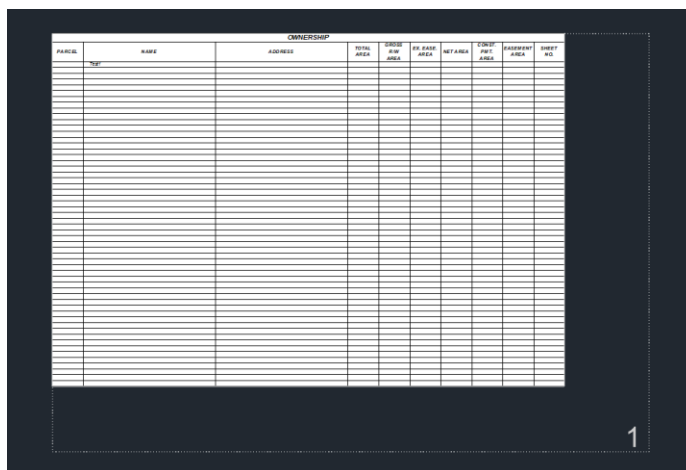 OWNERSHIP
PARCEL NAME ADDRESS TOTAL AREA GROSS R/W AREA EX. EASE. AREA NET AREA CONST. PMT. AREA EASEMENT AREA SHEET NO.
Test1
1